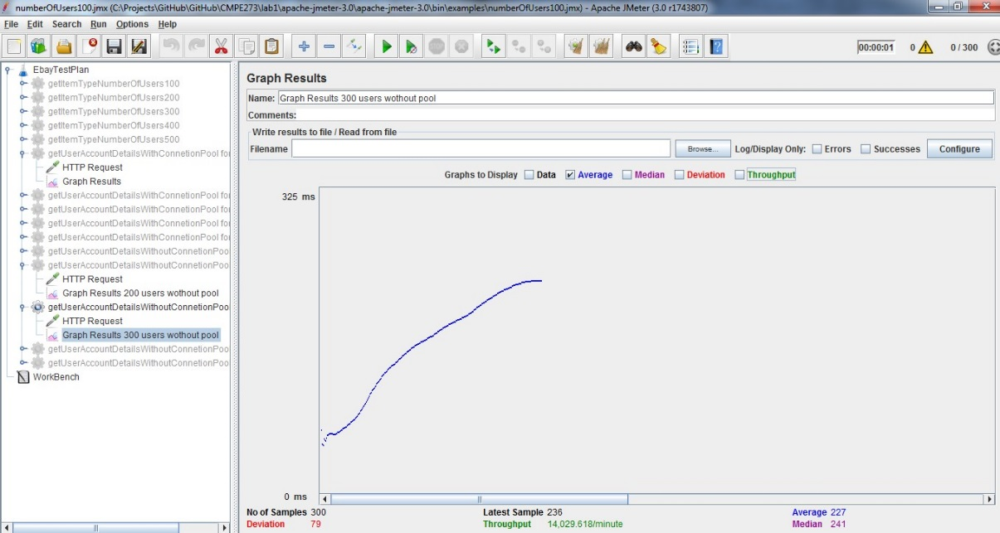 numberOfUsers100.jmx (C:\Projects\GitHub\GitHub\CMPE273\lab1\apache-jmeter-3.0\apache-jmeter-3.0\bin\examples\numberOfUsers100.jmx) - Apache JMeter (3.0 r1743807)
File Edit Search Run Options Help
00:00:01 0 0 / 300
EbayTestPlan
getItemTypeNumberOfUsers100
getItemTypeNumberOfUsers200
getItemTypeNumberOfUsers300
getItemTypeNumberOfUsers400
getItemTypeNumberOfUsers500
getUserAccountDetailsWithConnetionPool for
HTTP Request
Graph Results
getUserAccountDetailsWithConnetionPool for
getUserAccountDetailsWithConnetionPool for
getUserAccountDetailsWithConnetionPool for
getUserAccountDetailsWithConnetionPool for
getUserAccountDetailsWithoutConnetionPoo
getUserAccountDetailsWithoutConnetionPoo
HTTP Request
Graph Results 200 users wothout pool
getUserAccountDetailsWithoutConnetionPoo
HTTP Request
Graph Results 300 users wothout pool
getUserAccountDetailsWithoutConnetionPoo
getUserAccountDetailsWithoutConnetionPoo
WorkBench
Graph Results
Name: Graph Results 300 users wothout pool
Comments:
Write results to file / Read from file
Filename Browse... Log/Display Only: Errors Successes Configure
Graphs to Display Data Average Median Deviation Throughput
325 ms
0 ms
No of Samples 300 Latest Sample 236 Average 227
Deviation 79 Throughput 14,029.618/minute Median 241